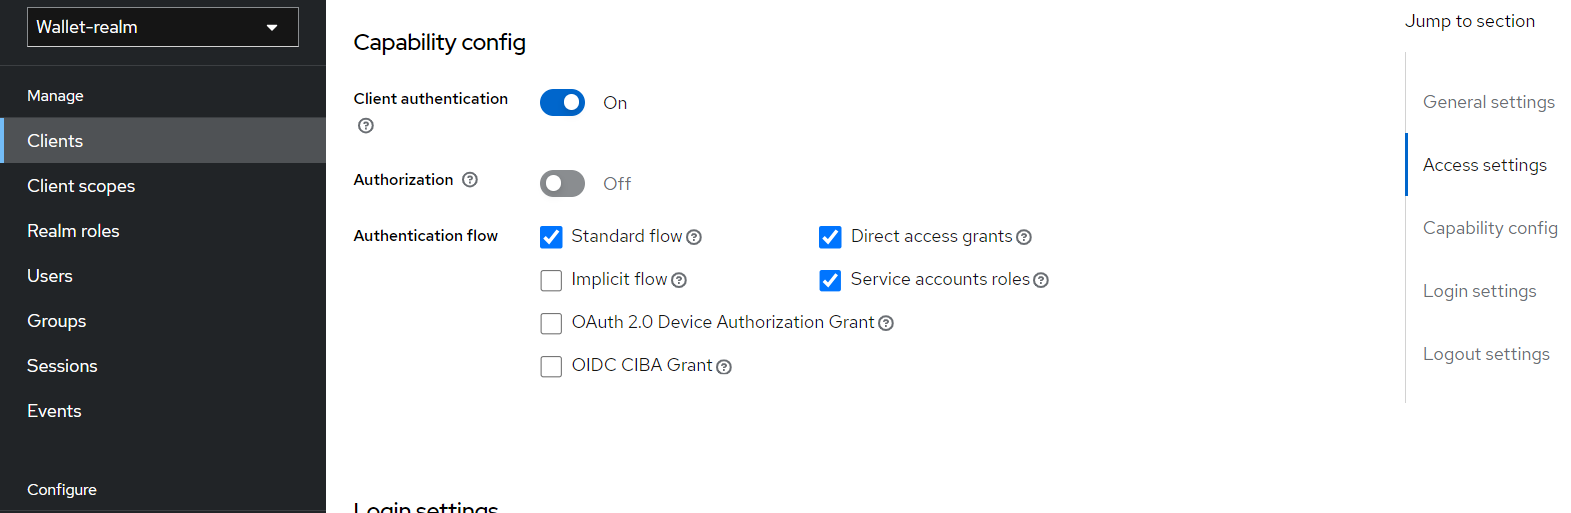 Wallet-realm
Manage
Clients
Client scopes
Realm roles
Users
Groups
Sessions
Events
Configure
Capability config
Client authentication
On
Authorization
Off
Authentication flow
Standard flow
Direct access grants
Implicit flow
Service accounts roles
OAuth 2.0 Device Authorization Grant
OIDC CIBA Grant
Login settings
Jump to section
General settings
Access settings
Capability config
Login settings
Logout settings